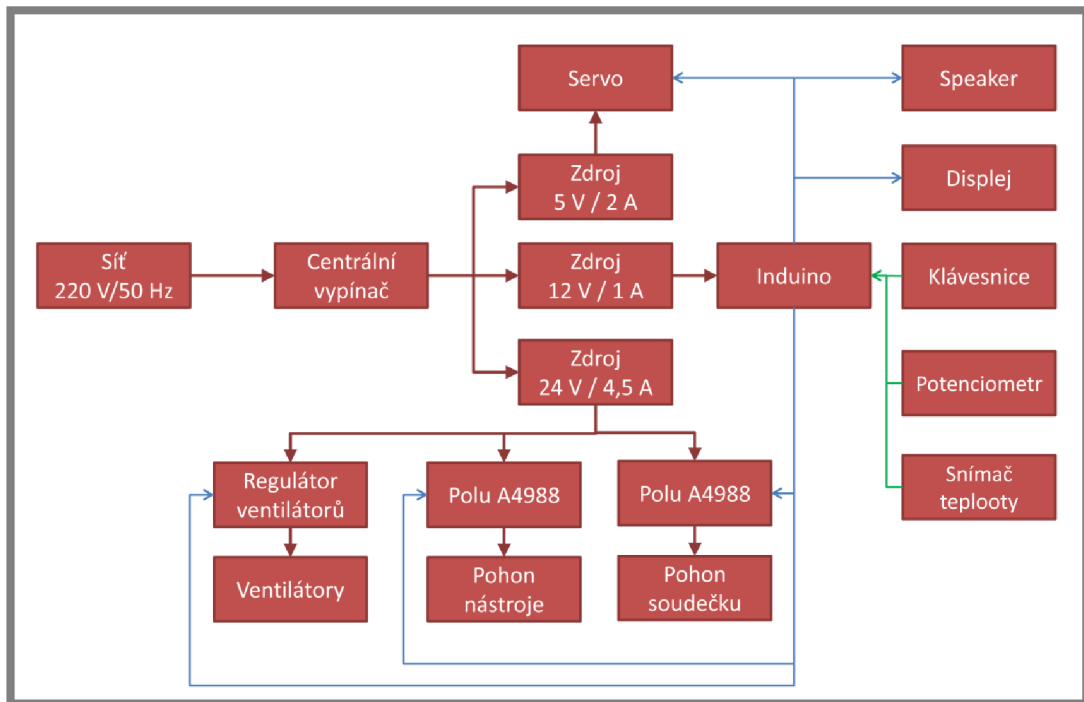 Servo
Speaker
Zdroj
5 V / 2 A
Displej
Síť
220 V/50 Hz
Centrální
vypínač
Zdroj
12 V / 1 A
Induino
Klávesnice
Zdroj
24 V / 4,5 A
Potenciometr
Regulátor
ventilátorů
Polu A4988
Polu A4988
Snímač
teplooty
Ventilátory
Pohon
nástroje
Pohon
soudečku